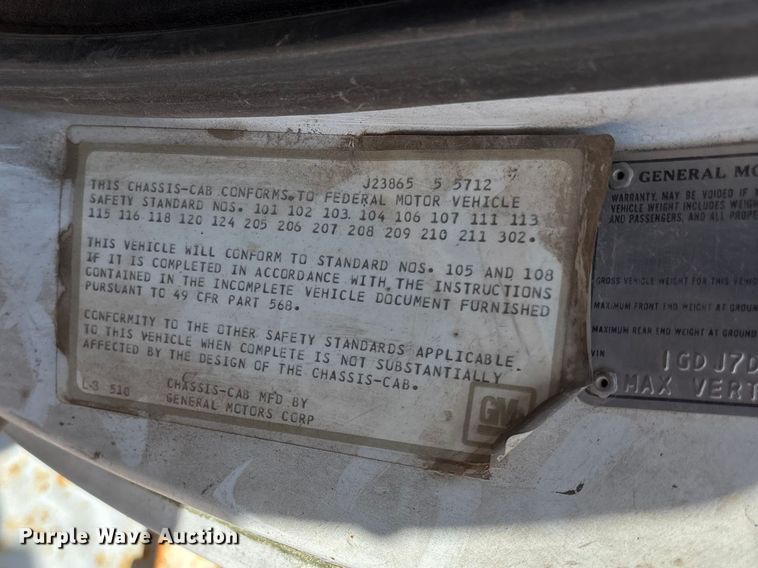 J23865 5 5712
THIS CHASSIS-CAB CONFORMS TO FEDERAL MOTOR VEHICLE
SAFETY STANDARD NOS. 101 102 103 104 106 107 111 113
115 116 118 120 124 205 206 207 208 209 210 211 302.
THIS VEHICLE WILL CONFORM TO STANDARD NOS. 105 AND 108
IF IT IS COMPLETED IN ACCORDANCE WITH THE INSTRUCTIONS
CONTAINED IN THE INCOMPLETE VEHICLE DOCUMENT FURNISHED
PURSUANT TO 49 CFR PART 568.
CONFORMITY TO THE OTHER SAFETY STANDARDS APPLICABLE
TO THIS VEHICLE WHEN COMPLETE IS NOT SUBSTANTIALLY
AFFECTED BY THE DESIGN OF THE CHASSIS-CAB.
L-3 510
CHASSIS-CAB MFD BY
GENERAL MOTORS CORP
GM
GENERAL MO
WARRANTY MAY BE VOIDED IF
VEHICLE WEIGHT INCLUDES WEIG
AND PASSENGERS, AND ALL PROPE
GROSS VEHICLE WEIGHT FOR THIS VEHI
MAXIMUM FRONT END WEIGHT AT GROUN
MAXIMUM REAR END WEIGHT AT GROUND
VIN
1GDJ7D
MAX VERT
Purple Wave Auction